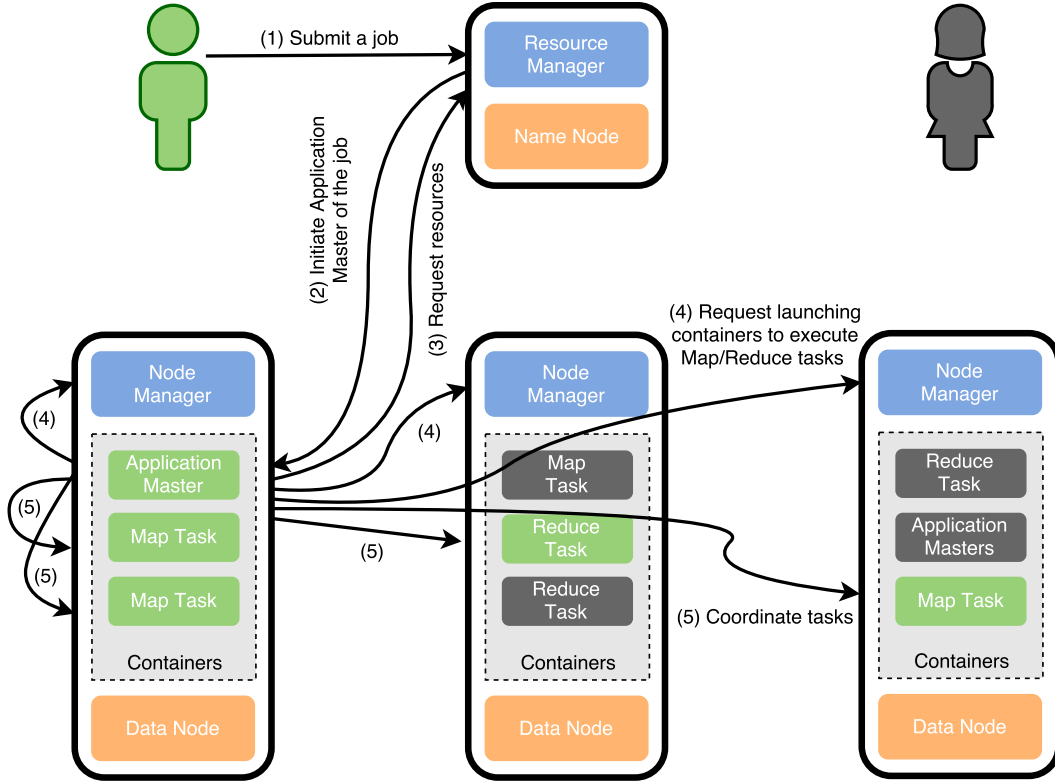 (1) Submit a job
Resource
Manager
Name Node
(2) Initiate Application
Master of the job
(3) Request resources
(4) Request launching
containers to execute
Map/Reduce tasks
Node
Manager
(4)
Application
Master
(5)
Map Task
(5)
Map Task
Containers
Data Node
Node
Manager
(4)
Map
Task
(5)
Reduce
Task
Reduce
Task
Containers
Data Node
(5) Coordinate tasks
Node
Manager
Reduce
Task
Application
Masters
Map Task
Containers
Data Node